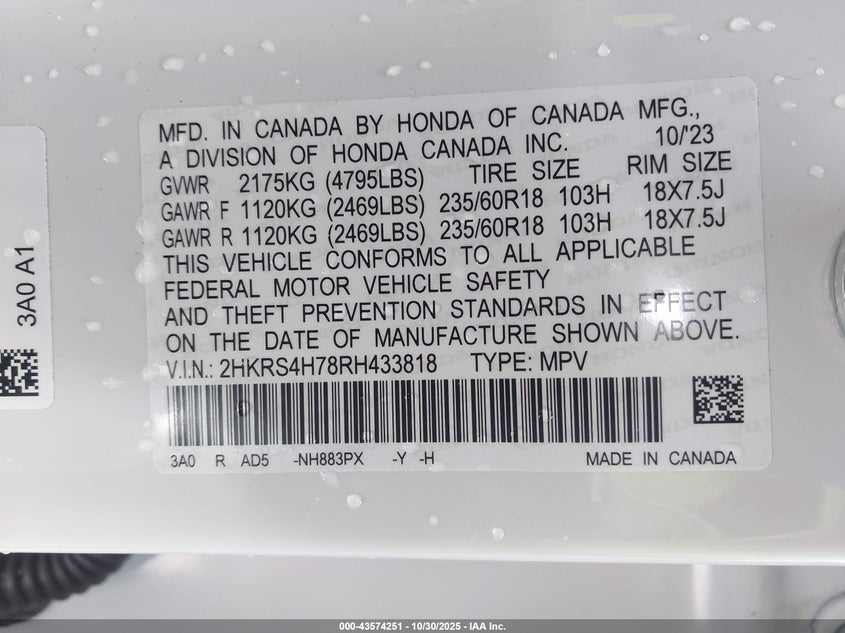 MFD. IN CANADA BY HONDA OF CANADA MFG.,
A DIVISION OF HONDA CANADA INC. 10/'23
GVWR 2175KG (4795LBS) TIRE SIZE RIM SIZE
GAWR F 1120KG (2469LBS) 235/60R18 103H 18X7.5J
GAWR R 1120KG (2469LBS) 235/60R18 103H 18X7.5J
THIS VEHICLE CONFORMS TO ALL APPLICABLE
FEDERAL MOTOR VEHICLE SAFETY
AND THEFT PREVENTION STANDARDS IN EFFECT
ON THE DATE OF MANUFACTURE SHOWN ABOVE.
V.I.N.: 2HKRS4H78RH433818 TYPE: MPV
3A0 R AD5 -NH883PX -Y -H MADE IN CANADA
3A0 A1
000-43574251 - 10/30/2025 - IAA Inc.